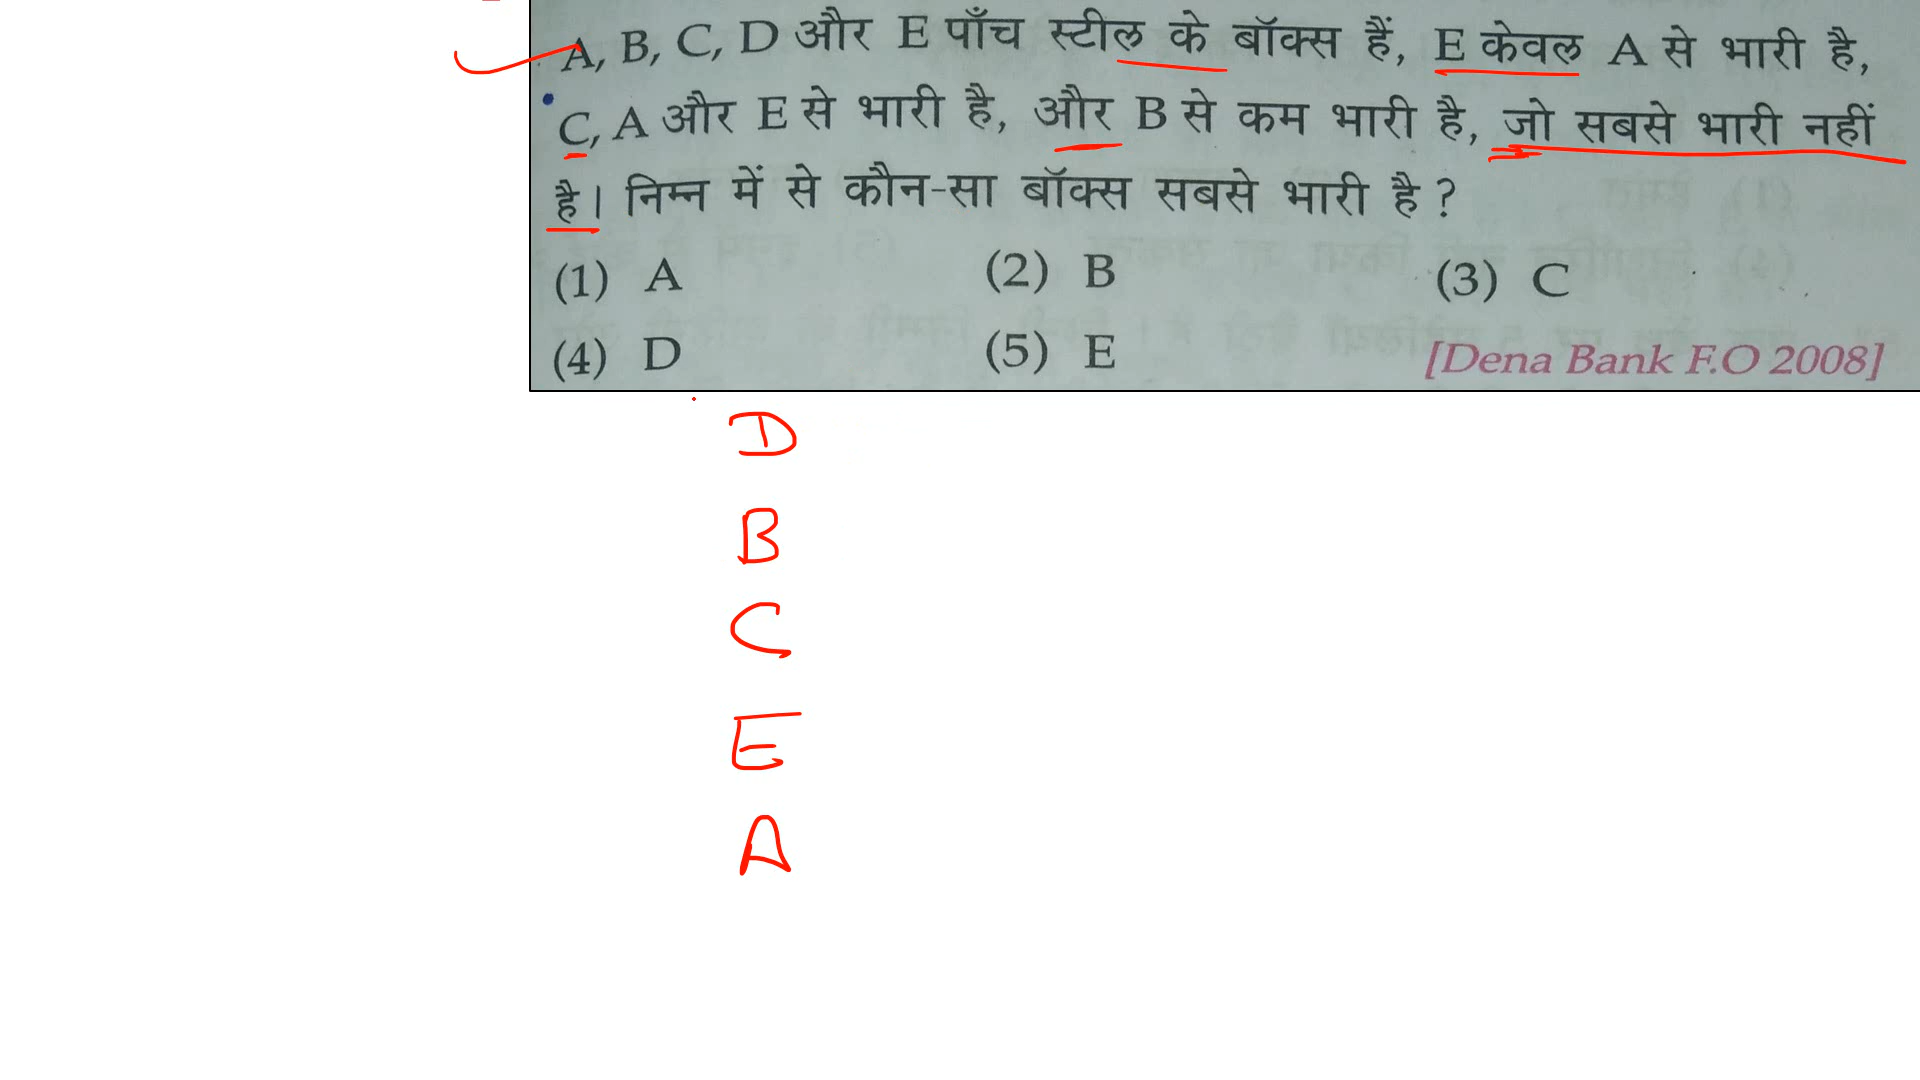 A, B, C, D और E पाँच स्टील के बॉक्स हैं, E केवल A से भारी है,
C, A और E से भारी है, और B से कम भारी है, जो सबसे भारी नहीं
है। निम्न में से कौन-सा बॉक्स सबसे भारी है ?
(1) A (2) B (3) C
(4) D (5) E [Dena Bank F.O 2008]
D
B
C
E
A